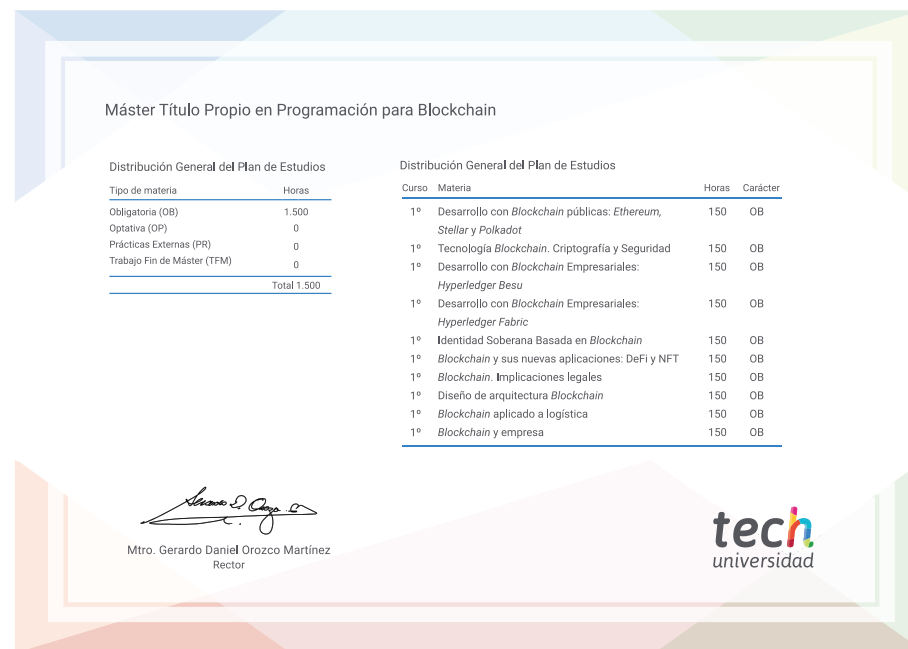 Máster Título Propio en Programación para Blockchain
Distribución General del Plan de Estudios
Tipo de materia Horas
Obligatoria (OB) 1.500
Optativa (OP) 0
Prácticas Externas (PR) 0
Trabajo Fin de Máster (TFM) 0
Total 1.500
Distribución General del Plan de Estudios
Curso Materia Horas Carácter
1º Desarrollo con Blockchain públicas: Ethereum, 150 OB
Stellar y Polkadot
1º Tecnología Blockchain. Criptografía y Seguridad 150 OB
1º Desarrollo con Blockchain Empresariales: 150 OB
Hyperledger Besu
1º Desarrollo con Blockchain Empresariales: 150 OB
Hyperledger Fabric
1º Identidad Soberana Basada en Blockchain 150 OB
1º Blockchain y sus nuevas aplicaciones: DeFi y NFT 150 OB
1º Blockchain. Implicaciones legales 150 OB
1º Diseño de arquitectura Blockchain 150 OB
1º Blockchain aplicado a logística 150 OB
1º Blockchain y empresa 150 OB
Mtro. Gerardo Daniel Orozco Martínez
Rector
tech
universidad